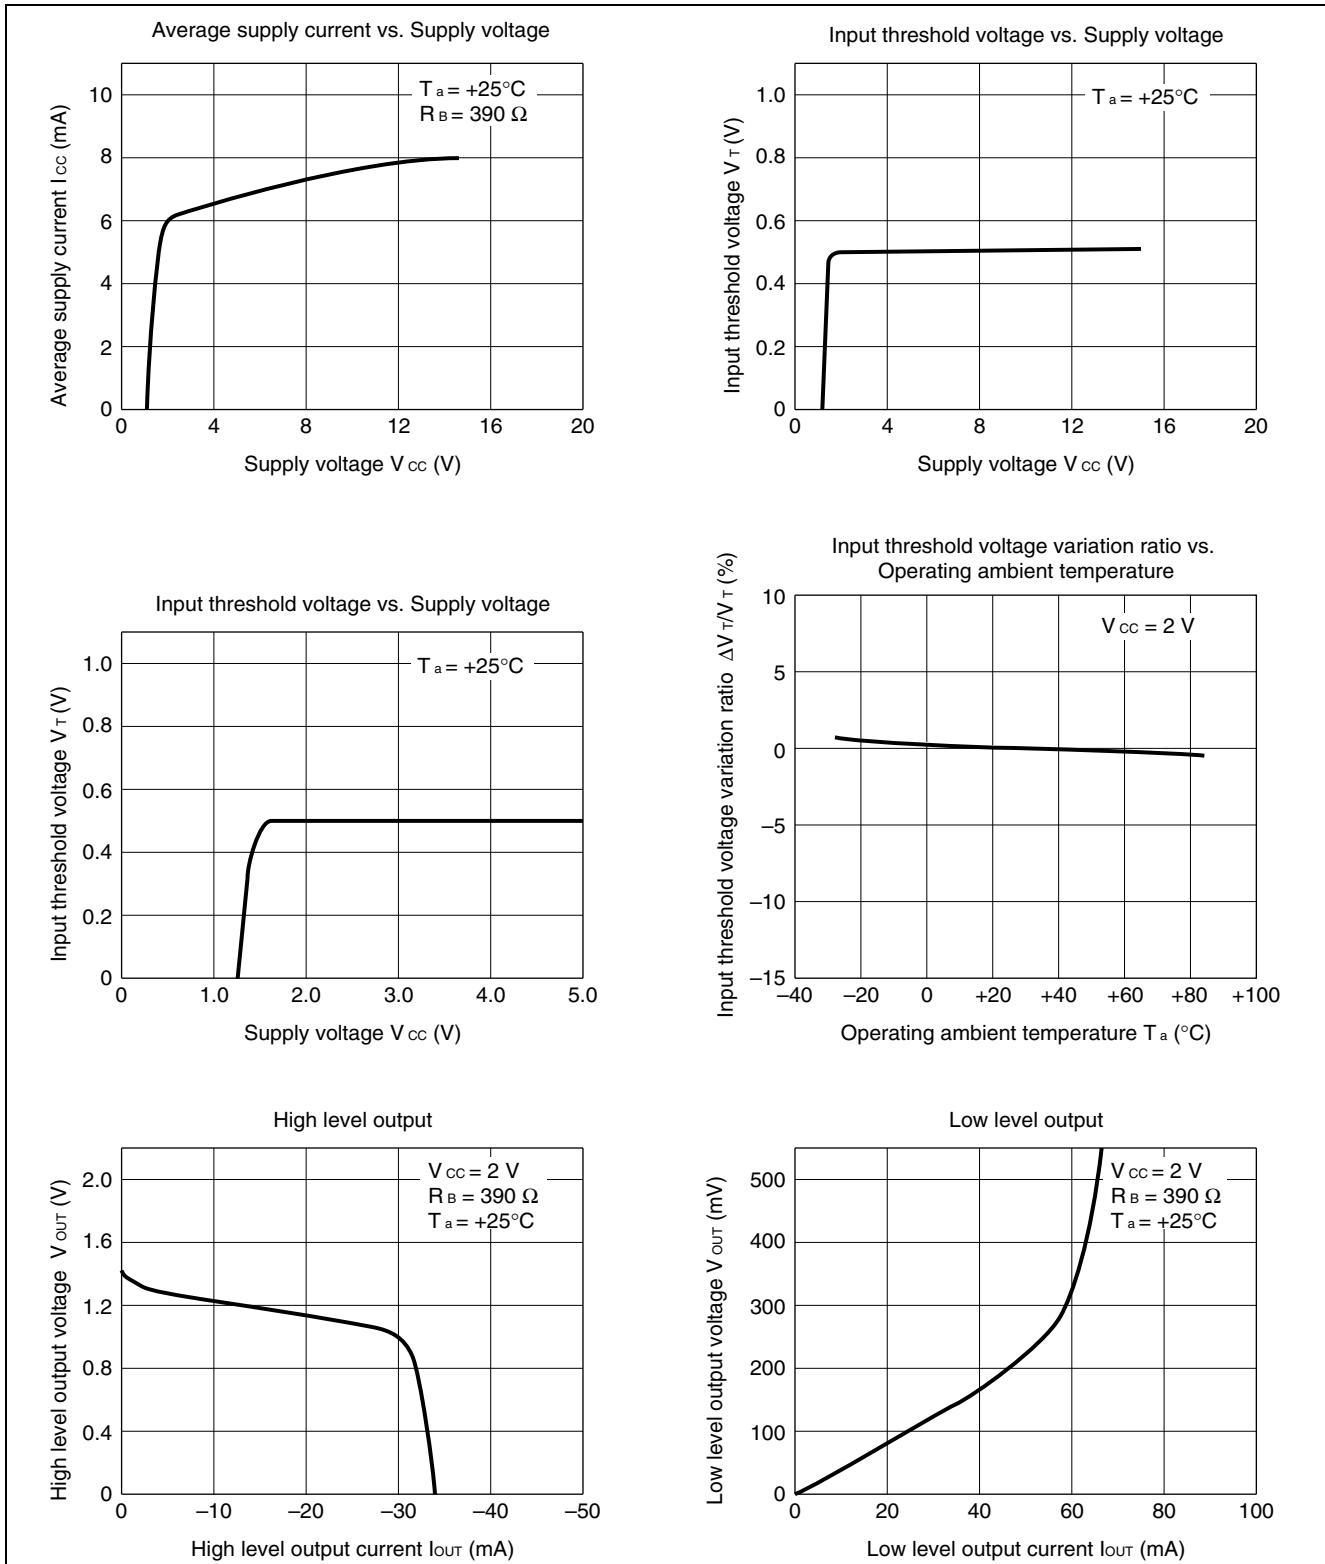 Average supply current vs. Supply voltage
Average supply current ICC (mA)
10
8
6
4
2
0
Ta = +25°C
RB = 390 Ω
0 4 8 12 16 20
Supply voltage VCC (V)
Input threshold voltage vs. Supply voltage
Input threshold voltage VT (V)
1.0
0.8
0.6
0.4
0.2
0
Ta = +25°C
0 4 8 12 16 20
Supply voltage VCC (V)
Input threshold voltage vs. Supply voltage
Input threshold voltage VT (V)
1.0
0.8
0.6
0.4
0.2
0
Ta = +25°C
0 1.0 2.0 3.0 4.0 5.0
Supply voltage VCC (V)
Input threshold voltage variation ratio vs.
Operating ambient temperature
Input threshold voltage variation ratio ΔVT/VT (%)
10
5
0
–5
–10
–15
VCC = 2 V
–40 –20 0 +20 +40 +60 +80 +100
Operating ambient temperature Ta (°C)
High level output
High level output voltage VOUT (V)
2.0
1.6
1.2
0.8
0.4
0
VCC = 2 V
RB = 390 Ω
Ta = +25°C
0 –10 –20 –30 –40 –50
High level output current IOUT (mA)
Low level output
Low level output voltage VOUT (mV)
500
400
300
200
100
0
VCC = 2 V
RB = 390 Ω
Ta = +25°C
0 20 40 60 80 100
Low level output current IOUT (mA)